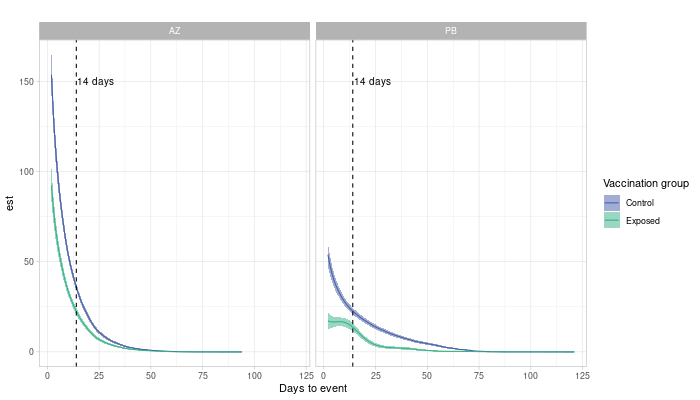 AZ
PB
150
100
50
0
est
14 days
14 days
0
25
50
75
100
125
0
25
50
75
100
125
Days to event
Vaccination group
Control
Exposed